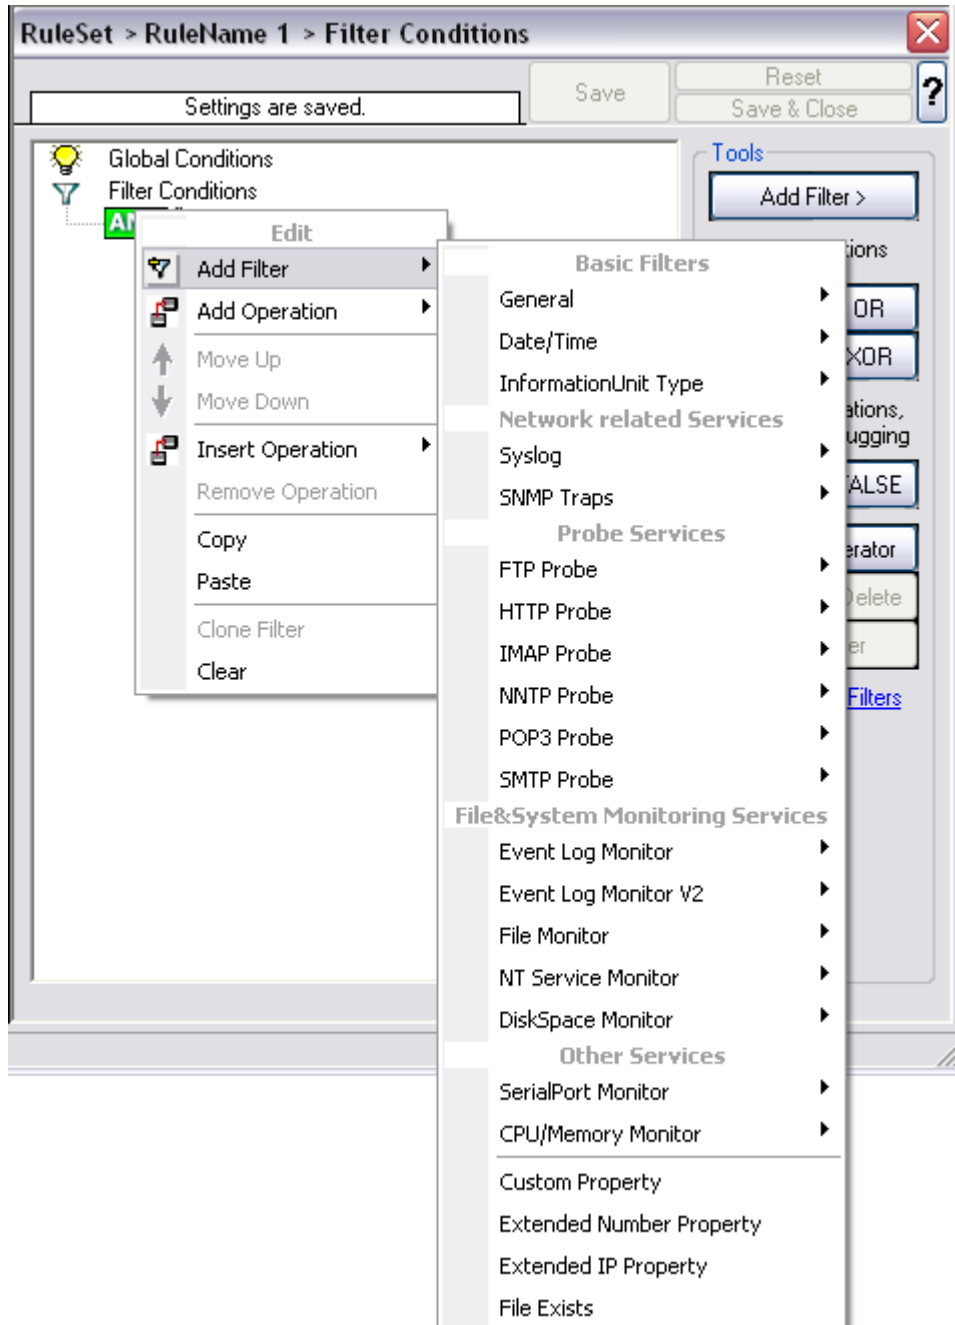 RuleSet > RuleName 1 > Filter Conditions
Save
Reset
Save & Close
?
Settings are saved.
Global Conditions
Filter Conditions
Tools
Add Filter >
OR
XOR
Edit
Add Filter
Add Operation
Move Up
Move Down
Insert Operation
Remove Operation
Copy
Paste
Clone Filter
Clear
Basic Filters
General
Date/Time
InformationUnit Type
Network related Services
Syslog
SNMP Traps
Probe Services
FTP Probe
HTTP Probe
IMAP Probe
NNTP Probe
POP3 Probe
SMTP Probe
File&System Monitoring Services
Event Log Monitor
Event Log Monitor V2
File Monitor
NT Service Monitor
DiskSpace Monitor
Other Services
SerialPort Monitor
CPU/Memory Monitor
Custom Property
Extended Number Property
Extended IP Property
File Exists
Delete
Filters